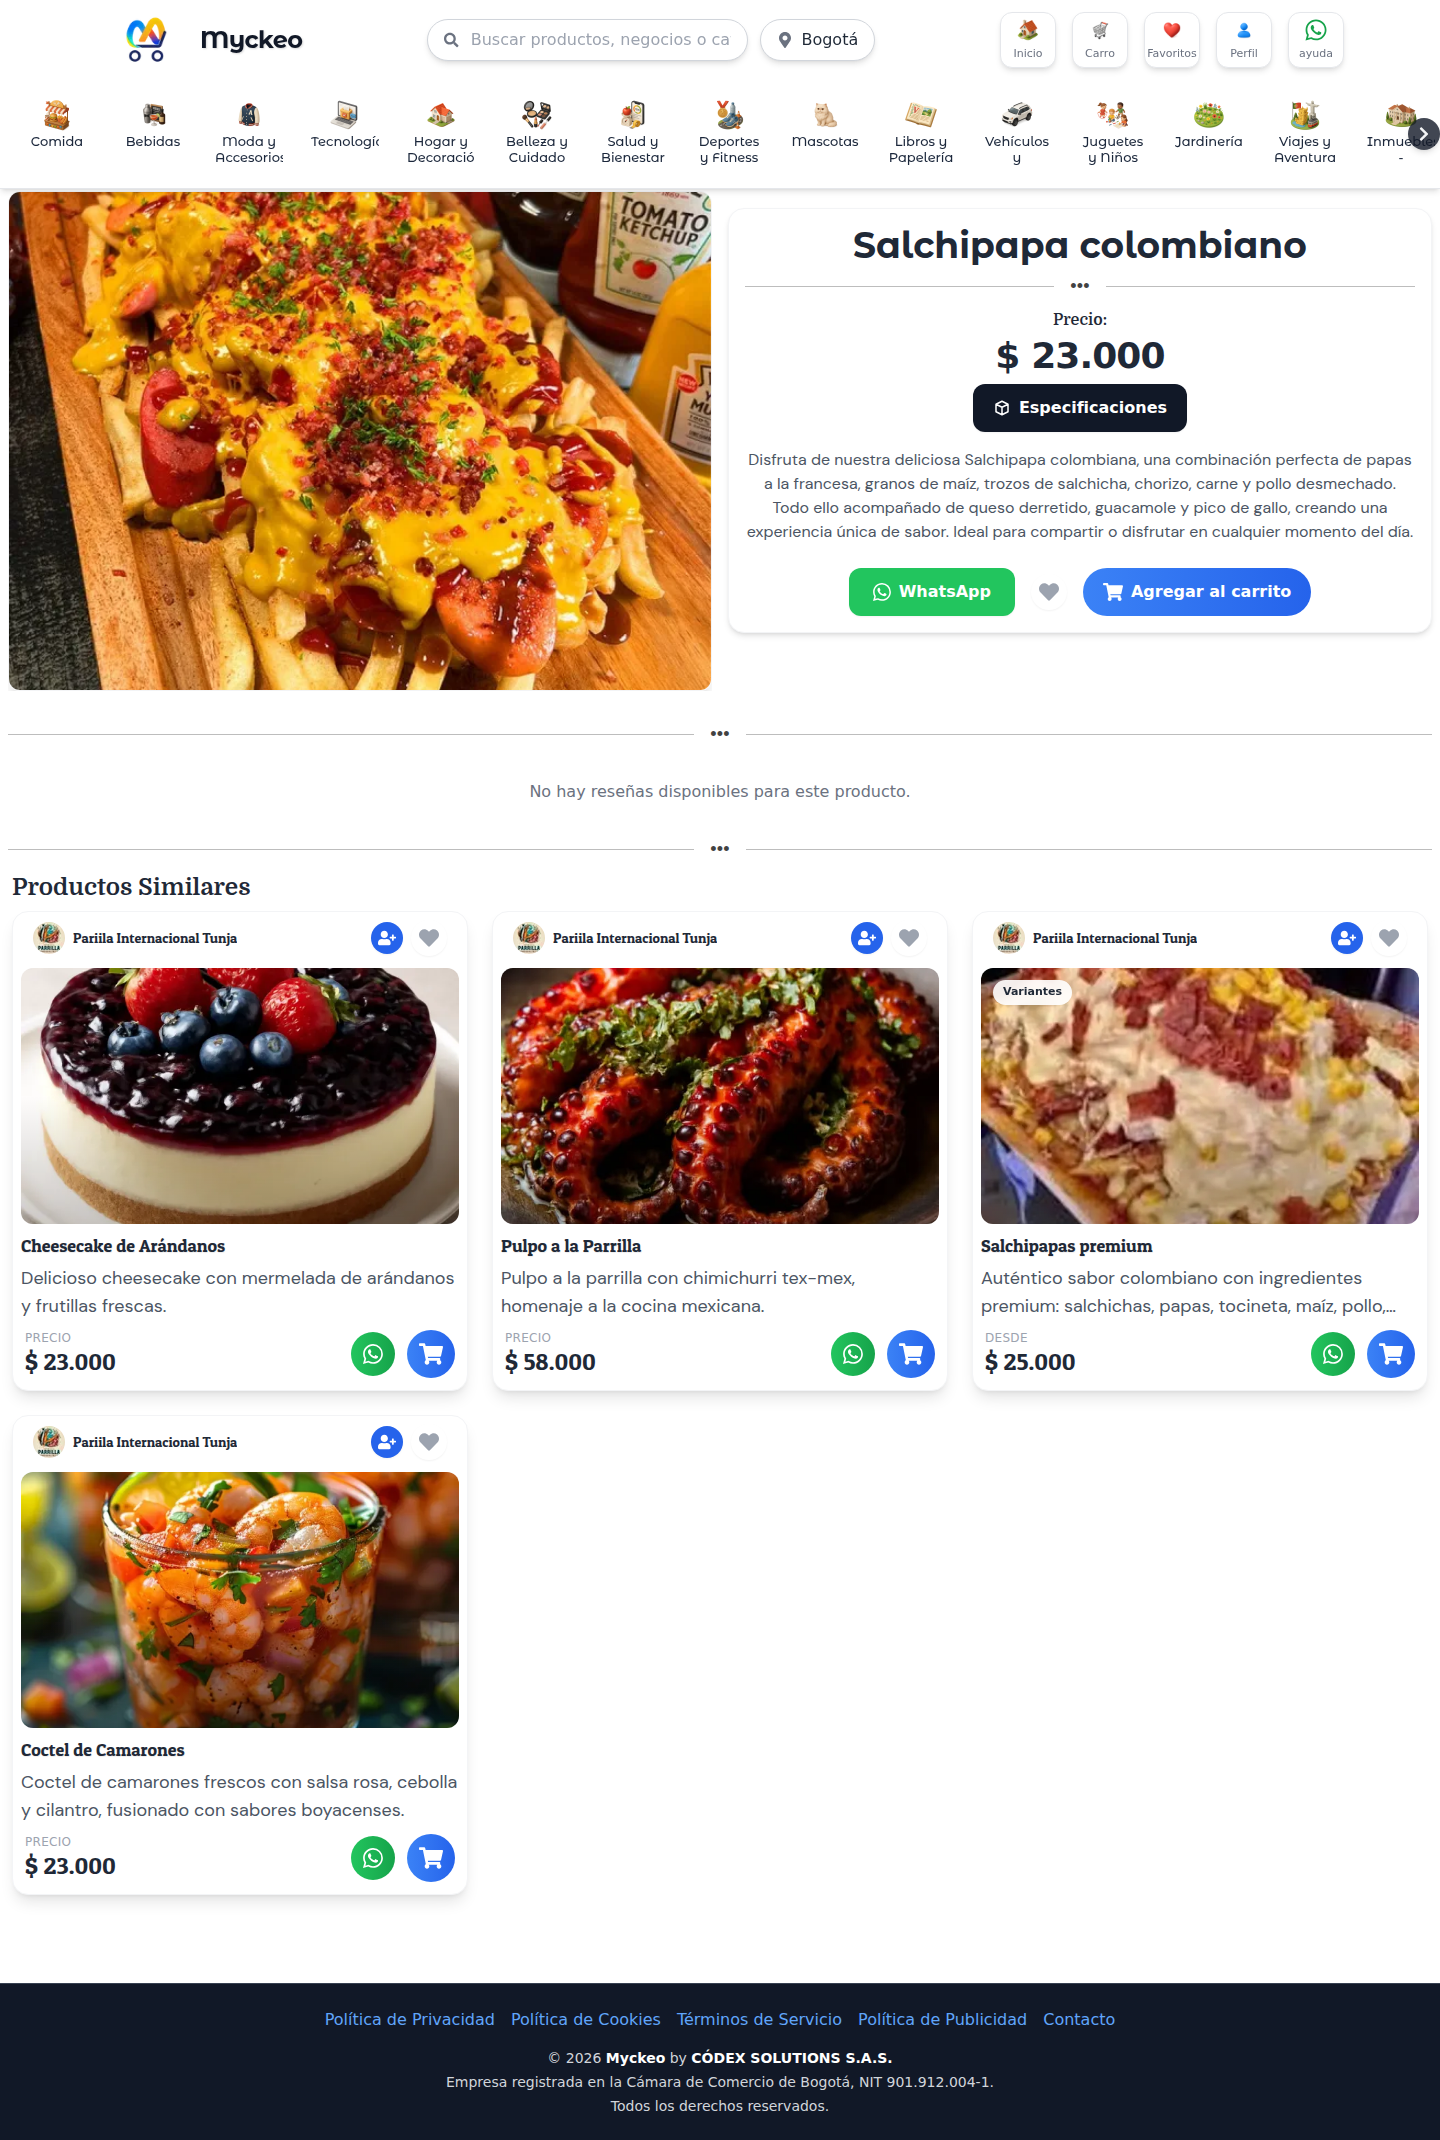 Myckeo
Buscar productos, negocios o ca
Bogotá
Inicio
Carro
Favoritos
Perfil
ayuda
Comida
Bebidas
Moda y
Accesorios
Tecnologí
Hogar y
Decoració
Belleza y
Cuidado
Salud y
Bienestar
Deportes
y Fitness
Mascotas
Libros y
Papelería
Vehículos
y
Juguetes
y Niños
Jardinería
Viajes y
Aventura
Inmuebles
-
TOMATO
KETCHUP
Salchipapa colombiano
•••
Precio:
$ 23.000
Especificaciones
Disfruta de nuestra deliciosa Salchipapa colombiana, una combinación perfecta de papas
a la francesa, granos de maíz, trozos de salchicha, chorizo, carne y pollo desmechado.
Todo ello acompañado de queso derretido, guacamole y pico de gallo, creando una
experiencia única de sabor. Ideal para compartir o disfrutar en cualquier momento del día.
WhatsApp
Agregar al carrito
•••
No hay reseñas disponibles para este producto.
•••
Productos Similares
Pariila Internacional Tunja
Cheesecake de Arándanos
Delicioso cheesecake con mermelada de arándanos
y frutillas frescas.
PRECIO
$ 23.000
Pariila Internacional Tunja
Pulpo a la Parrilla
Pulpo a la parrilla con chimichurri tex-mex,
homenaje a la cocina mexicana.
PRECIO
$ 58.000
Pariila Internacional Tunja
Variantes
Salchipapas premium
Auténtico sabor colombiano con ingredientes
premium: salchichas, papas, tocineta, maíz, pollo,...
DESDE
$ 25.000
Pariila Internacional Tunja
Coctel de Camarones
Coctel de camarones frescos con salsa rosa, cebolla
y cilantro, fusionado con sabores boyacenses.
PRECIO
$ 23.000
Política de Privacidad
Política de Cookies
Términos de Servicio
Política de Publicidad
Contacto
© 2026 Myckeo by CÓDEX SOLUTIONS S.A.S.
Empresa registrada en la Cámara de Comercio de Bogotá, NIT 901.912.004-1.
Todos los derechos reservados.